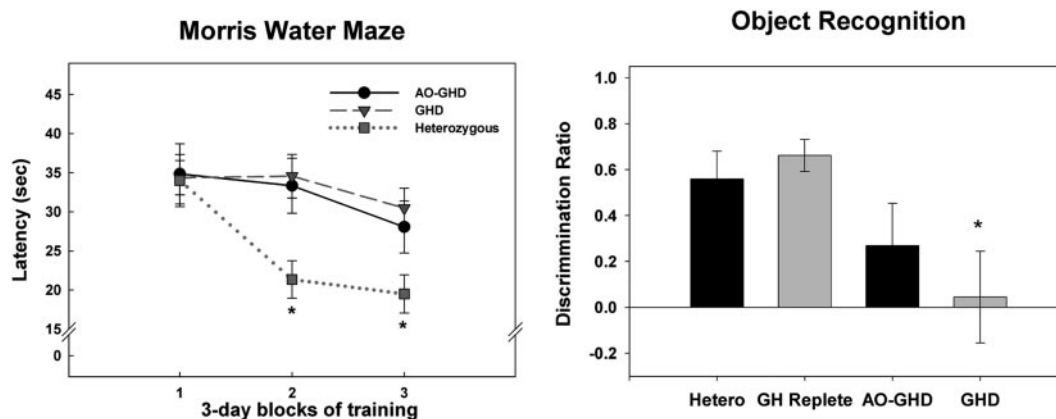 Morris Water Maze
45
40
35
30
25
20
15
0
Latency (sec)
AO-GHD
GHD
Heterozygous
*
*
1
2
3
3-day blocks of training
Object Recognition
1.0
0.8
0.6
0.4
0.2
0.0
-0.2
Discrimmination Ratio
*
Hetero
GH Replete
AO-GHD
GHD